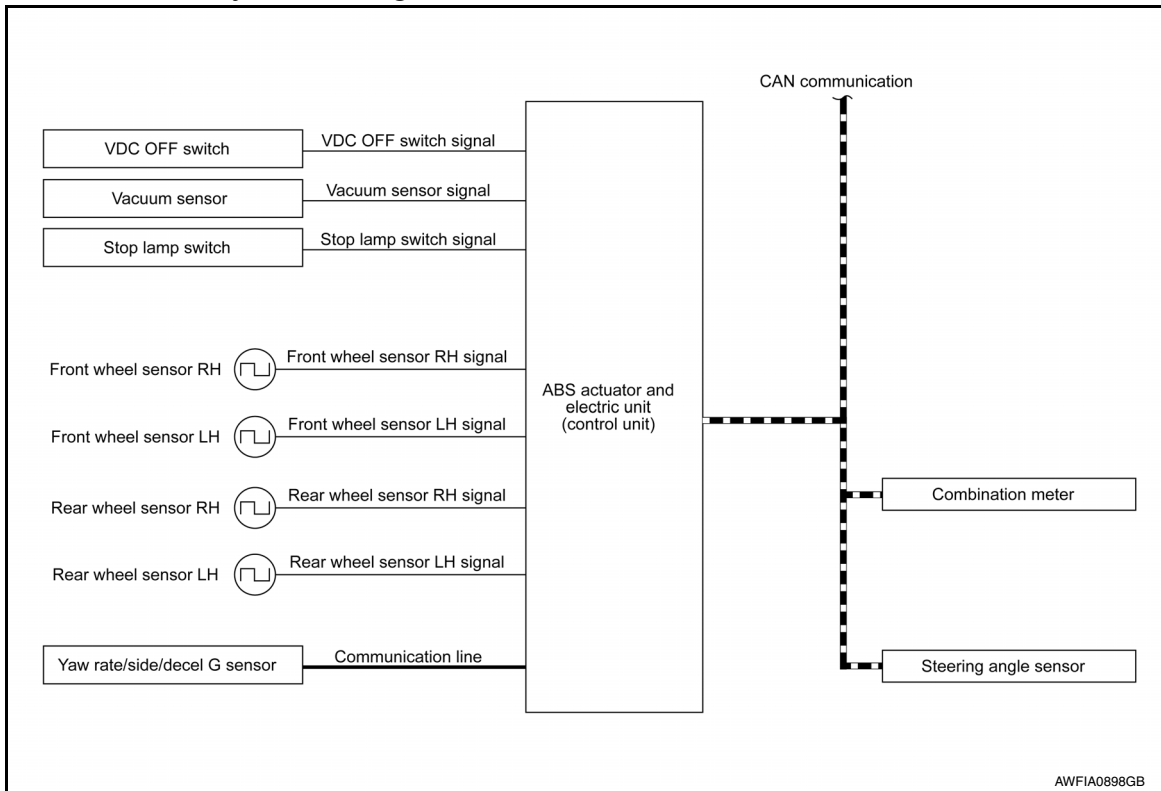 CAN communication
VDC OFF switch
VDC OFF switch signal
Vacuum sensor
Vacuum sensor signal
Stop lamp switch
Stop lamp switch signal
Front wheel sensor RH
Front wheel sensor RH signal
Front wheel sensor LH
Front wheel sensor LH signal
Rear wheel sensor RH
Rear wheel sensor RH signal
Rear wheel sensor LH
Rear wheel sensor LH signal
Yaw rate/side/decel G sensor
Communication line
ABS actuator and
electric unit
(control unit)
Combination meter
Steering angle sensor
AWFIA0898GB